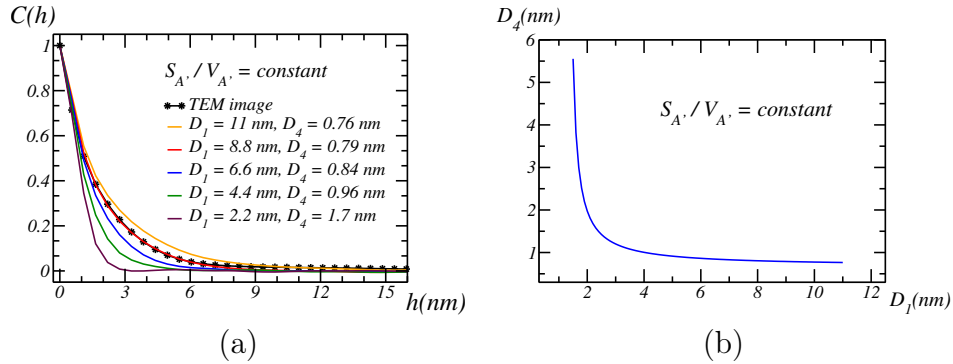 C(h)
1
0.8
0.6
0.4
0.2
0
S_A' / V_A' = constant
TEM image
D_1 = 11 nm, D_4 = 0.76 nm
D_1 = 8.8 nm, D_4 = 0.79 nm
D_1 = 6.6 nm, D_4 = 0.84 nm
D_1 = 4.4 nm, D_4 = 0.96 nm
D_1 = 2.2 nm, D_4 = 1.7 nm
0 3 6 9 12 15
h(nm)
(a)
D_4(nm)
6
5
4
3
2
1
0
S_A' / V_A' = constant
2 4 6 8 10 12
D_1(nm)
(b)